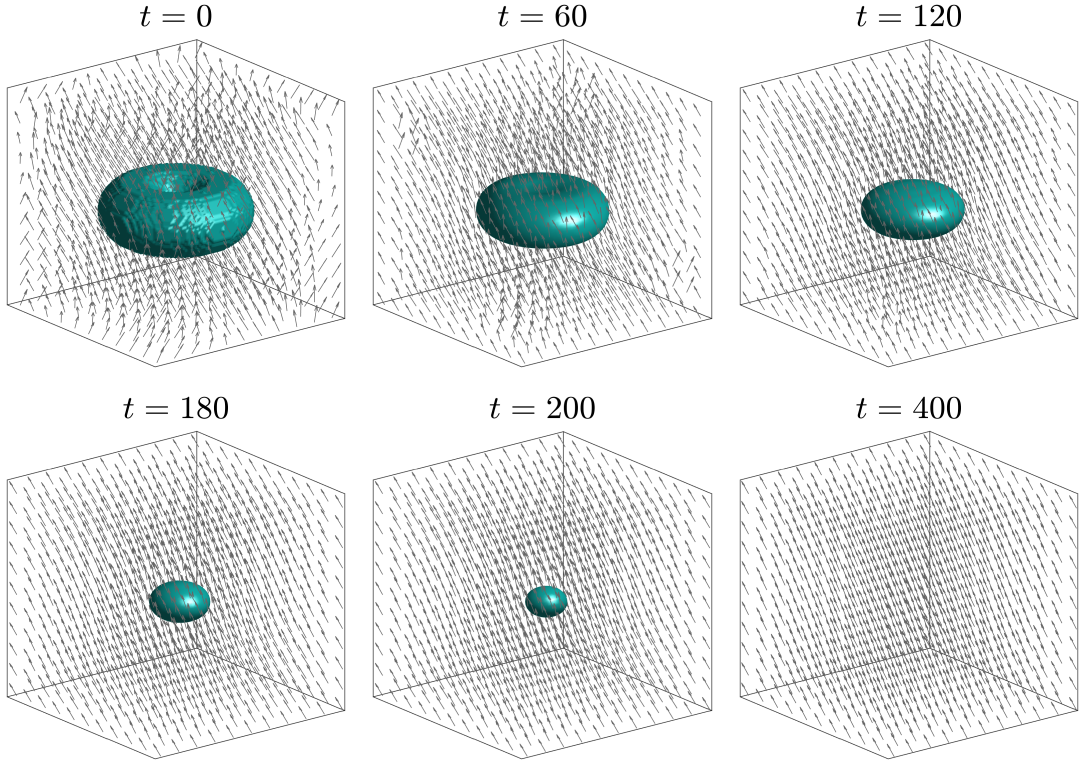 t = 0
t = 60
t = 120
t = 180
t = 200
t = 400